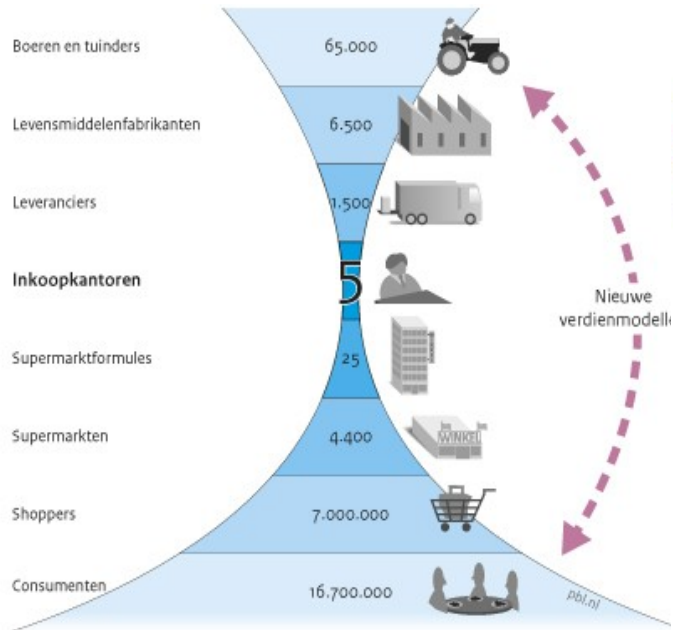 Boeren en tuinders 65.000
Levensmiddelenfabrikanten 6.500
Leveranciers 1.500
Inkoopkantoren 5
Supermarktformules 25
Supermarkten 4.400
WINKEL
Shoppers 7.000.000
Consumenten 16.700.000
Nieuwe
verdienmodelle
pbl.nl